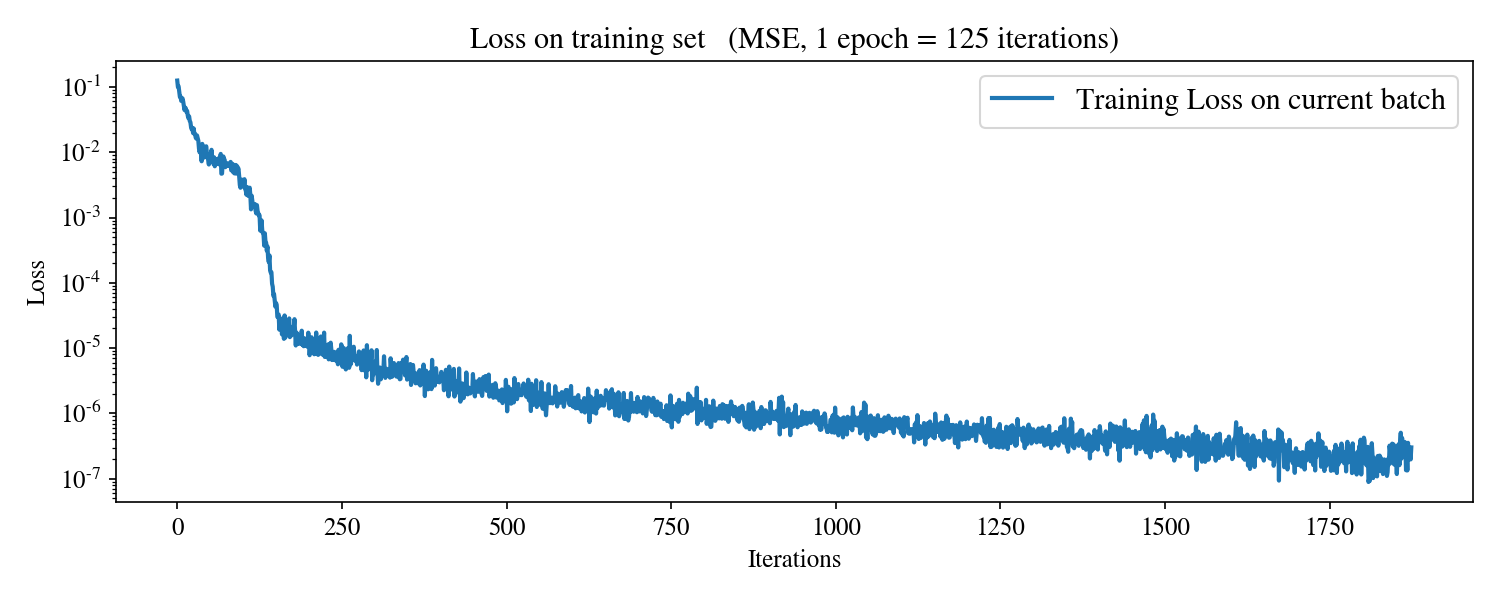 Loss on training set (MSE, 1 epoch = 125 iterations)
Training Loss on current batch
Loss
10-1
10-2
10-3
10-4
10-5
10-6
10-7
0 250 500 750 1000 1250 1500 1750
Iterations